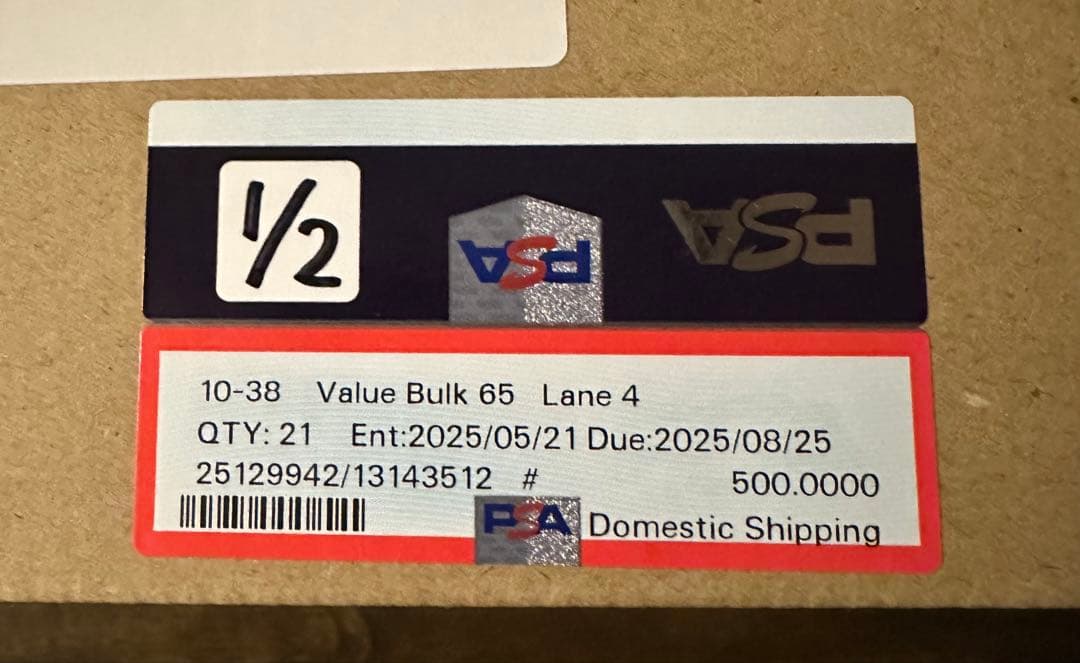 1/2
PSA
PSA
10-38 Value Bulk 65 Lane 4
QTY: 21 Ent:2025/05/21 Due:2025/08/25
25129942/13143512 # 500.0000
PSA Domestic Shipping